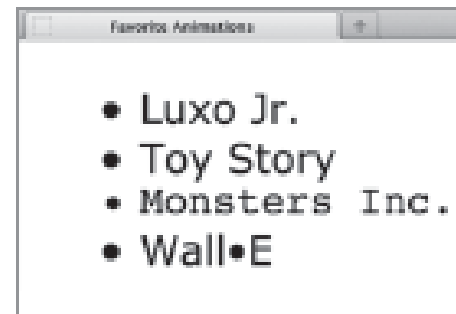 Favorite Animations +
• Luxo Jr.
• Toy Story
• Monsters Inc.
• Wall•E